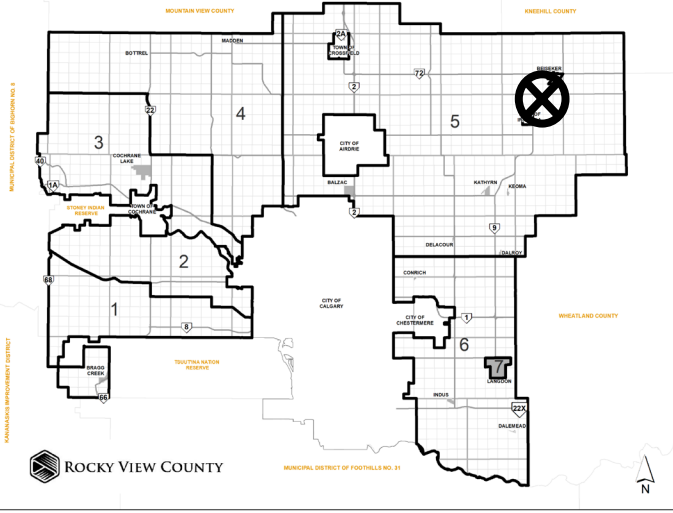 MOUNTAIN VIEW COUNTY
KNEEHILL COUNTY
MUNICIPAL DISTRICT OF BIGHORN NO. 8
MADDEN
BOTTREL
2A
TOWN OF
CROSSFIELD
72
BEISEKER
2
22
4
5
OF
3
CITY OF
AIRDRIE
COCHRANE
LAKE
40
1A
BALZAC
KATHYRN
KEOMA
STONEY INDIAN
RESERVE
TOWN OF
COCHRANE
2
9
DELACOUR
DALROY
2
CONRICH
68
CITY OF
CALGARY
1
CITY OF
CHESTERMERE
1
WHEATLAND COUNTY
8
6
KANANASKIS IMPROVEMENT DISTRICT
BRAGG
CREEK
TSUUTINA NATION
RESERVE
7
LANGDON
66
INDUS
22X
DALEMEAD
ROCKY VIEW COUNTY
MUNICIPAL DISTRICT OF FOOTHILLS NO. 31
N